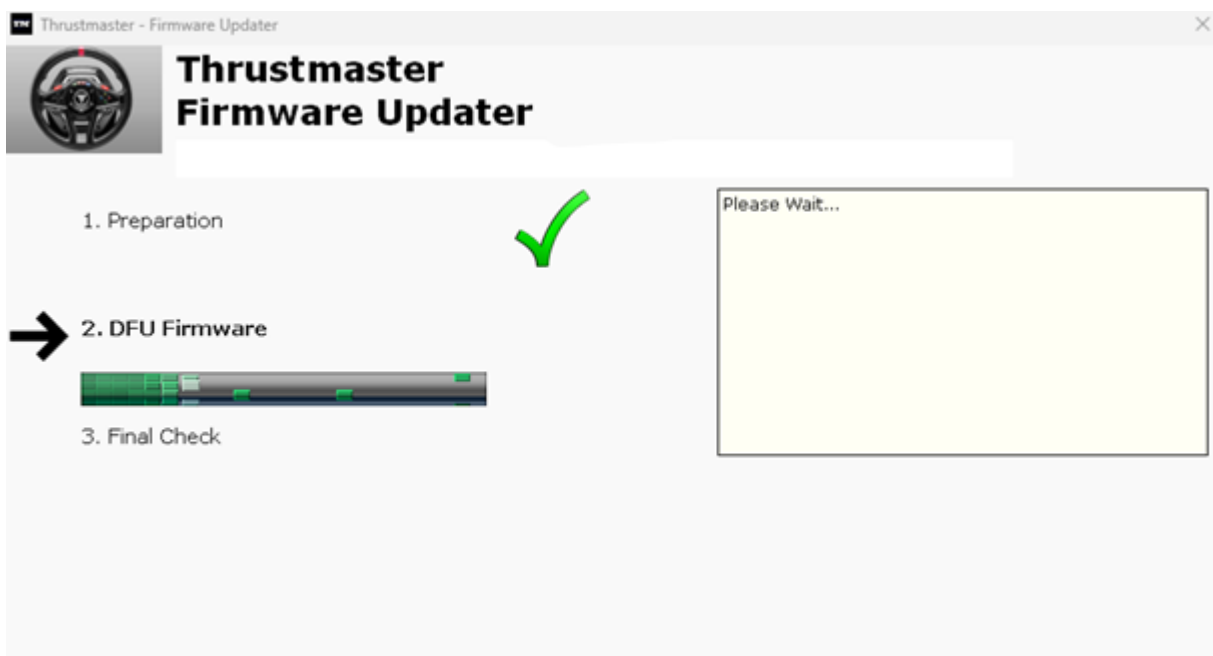 Thrustmaster - Firmware Updater
Thrustmaster
Firmware Updater
1. Preparation
Please Wait...
2. DFU Firmware
3. Final Check